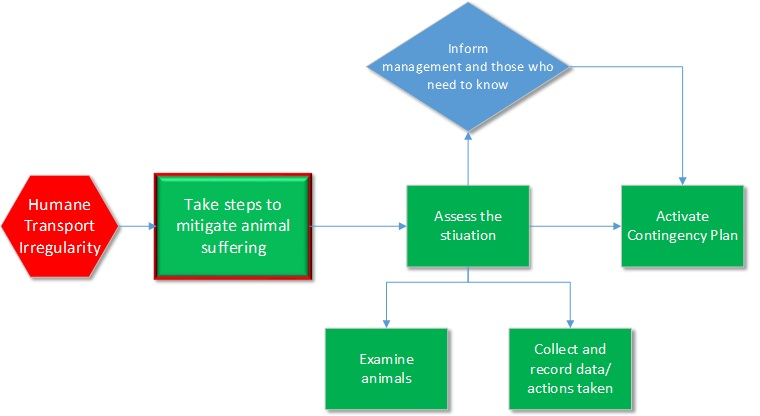 Inform
management and those who
need to know
Humane
Transport
Irregularity
Take steps to
mitigate animal
suffering
Assess the
stiuation
Activate
Contingency Plan
Examine
animals
Collect and
record data/
actions taken